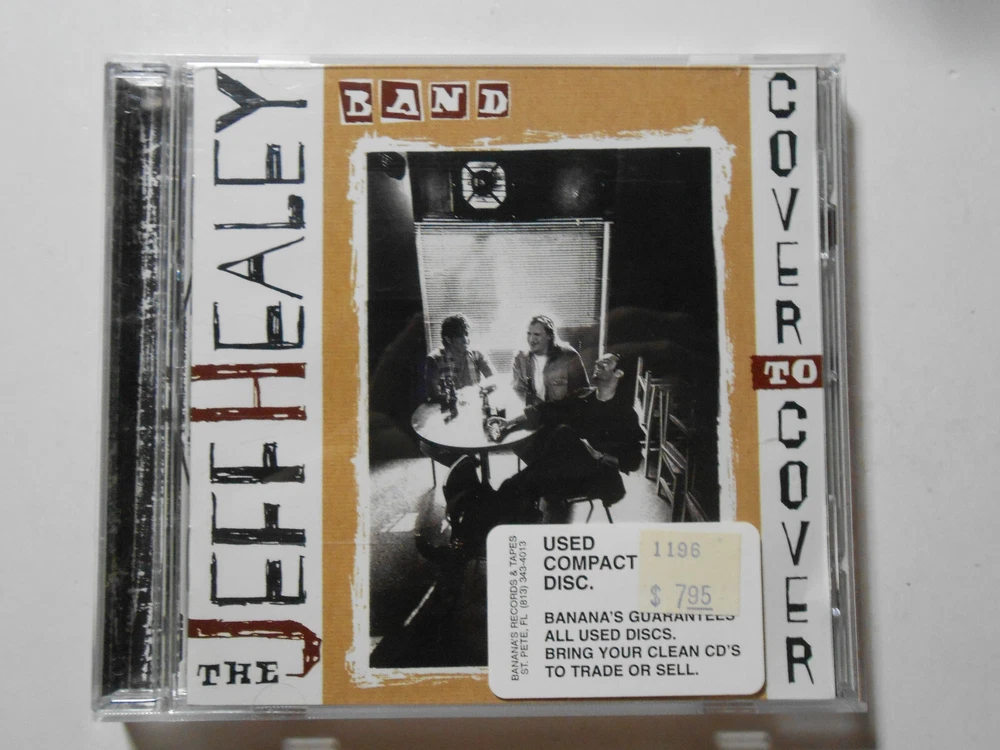 THE JEFF HEALEY
BAND
COVER TO COVER
BANANA'S RECORDS & TAPES
ST. PETE, FL (813) 343-4013
USED
COMPACT
DISC.
1196
$ 795
BANANA'S GUARANTEES
ALL USED DISCS.
BRING YOUR CLEAN CD'S
TO TRADE OR SELL.